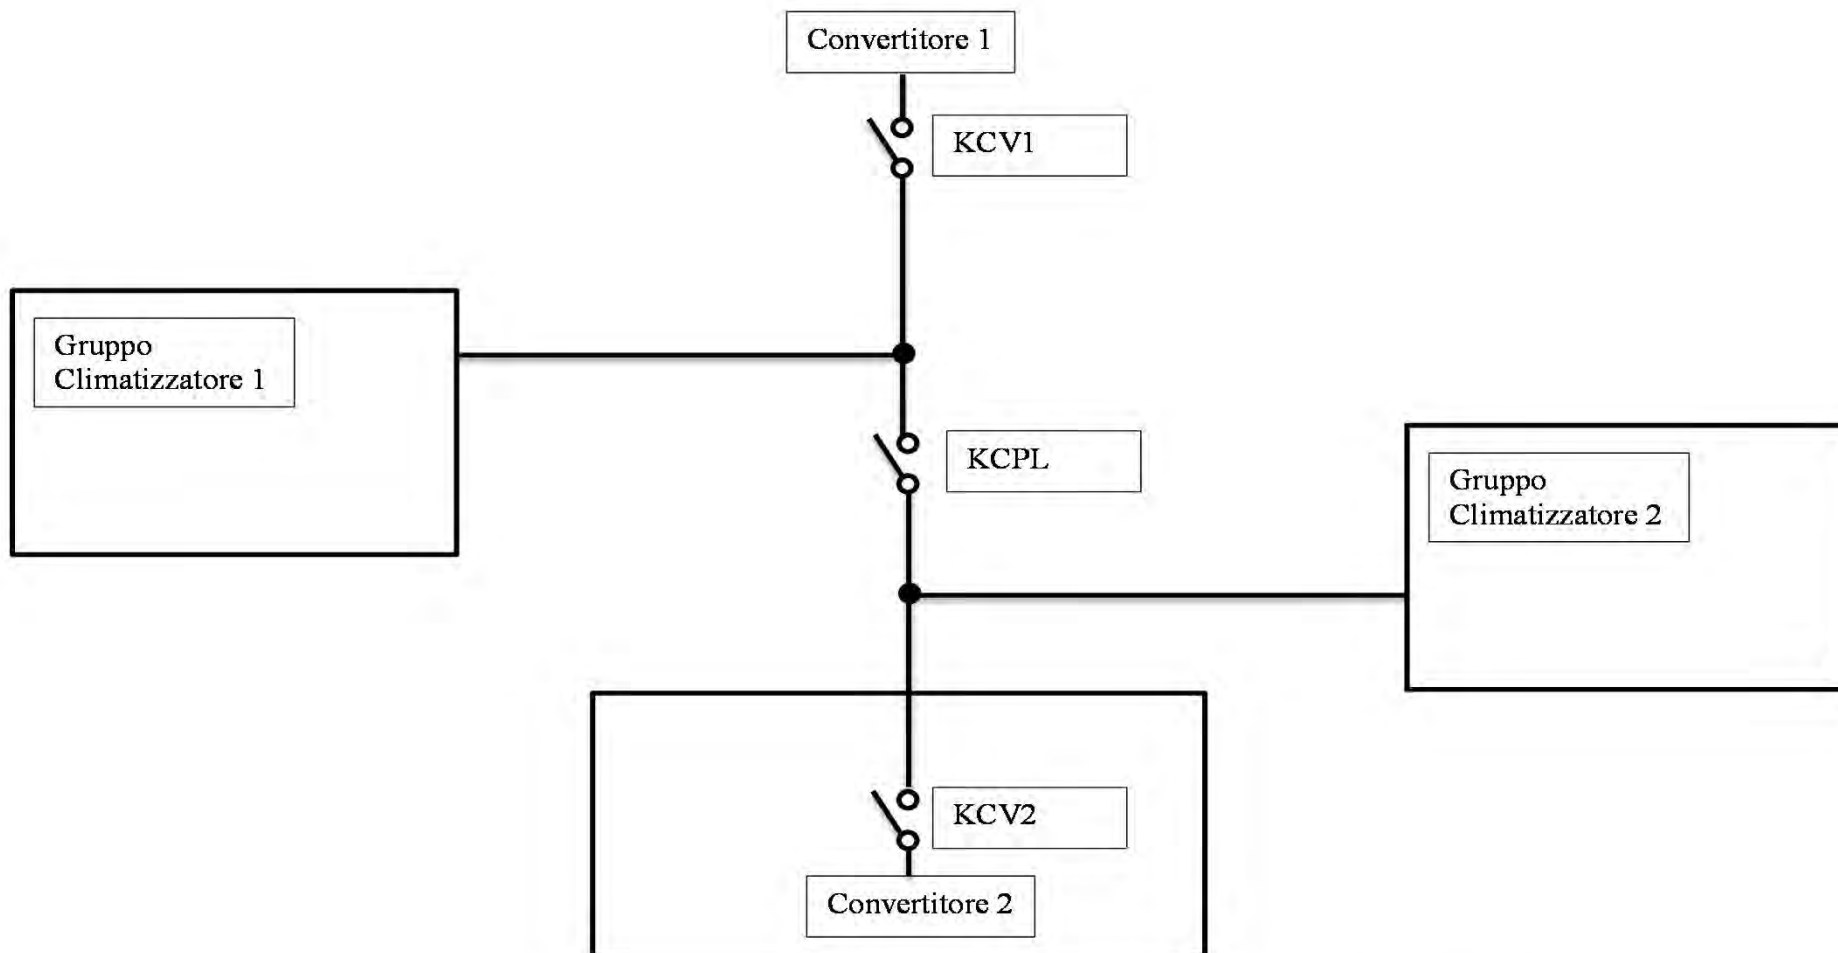 Convertitore 1
KCV1
Gruppo
Climatizzatore 1
KCPL
Gruppo
Climatizzatore 2
KCV2
Convertitore 2